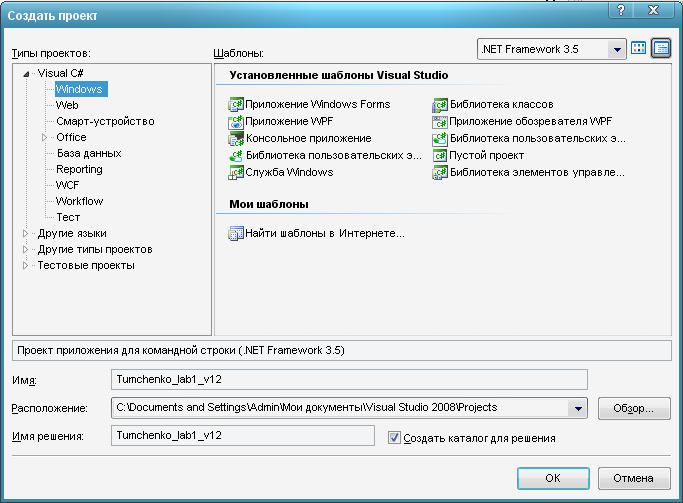 Создать проект
Типы проектов:
Шаблоны:
.NET Framework 3.5
Visual C#
Windows
Web
Смарт-устройство
Office
База данных
Reporting
WCF
Workflow
Тест
Другие языки
Другие типы проектов
Тестовые проекты
Установленные шаблоны Visual Studio
Приложение Windows Forms
Библиотека классов
Приложение WPF
Приложение обозревателя WPF
Консольное приложение
Библиотека пользовательских э...
Библиотека пользовательских э...
Пустой проект
Служба Windows
Библиотека элементов управле...
Мои шаблоны
Найти шаблоны в Интернете...
Проект приложения для командной строки (.NET Framework 3.5)
Имя:
Tumchenko_lab1_v12
Расположение:
C:\Documents and Settings\Admin\Мои документы\Visual Studio 2008\Projects
Обзор...
Имя решения:
Tumchenko_lab1_v12
Создать каталог для решения
OK
Отмена